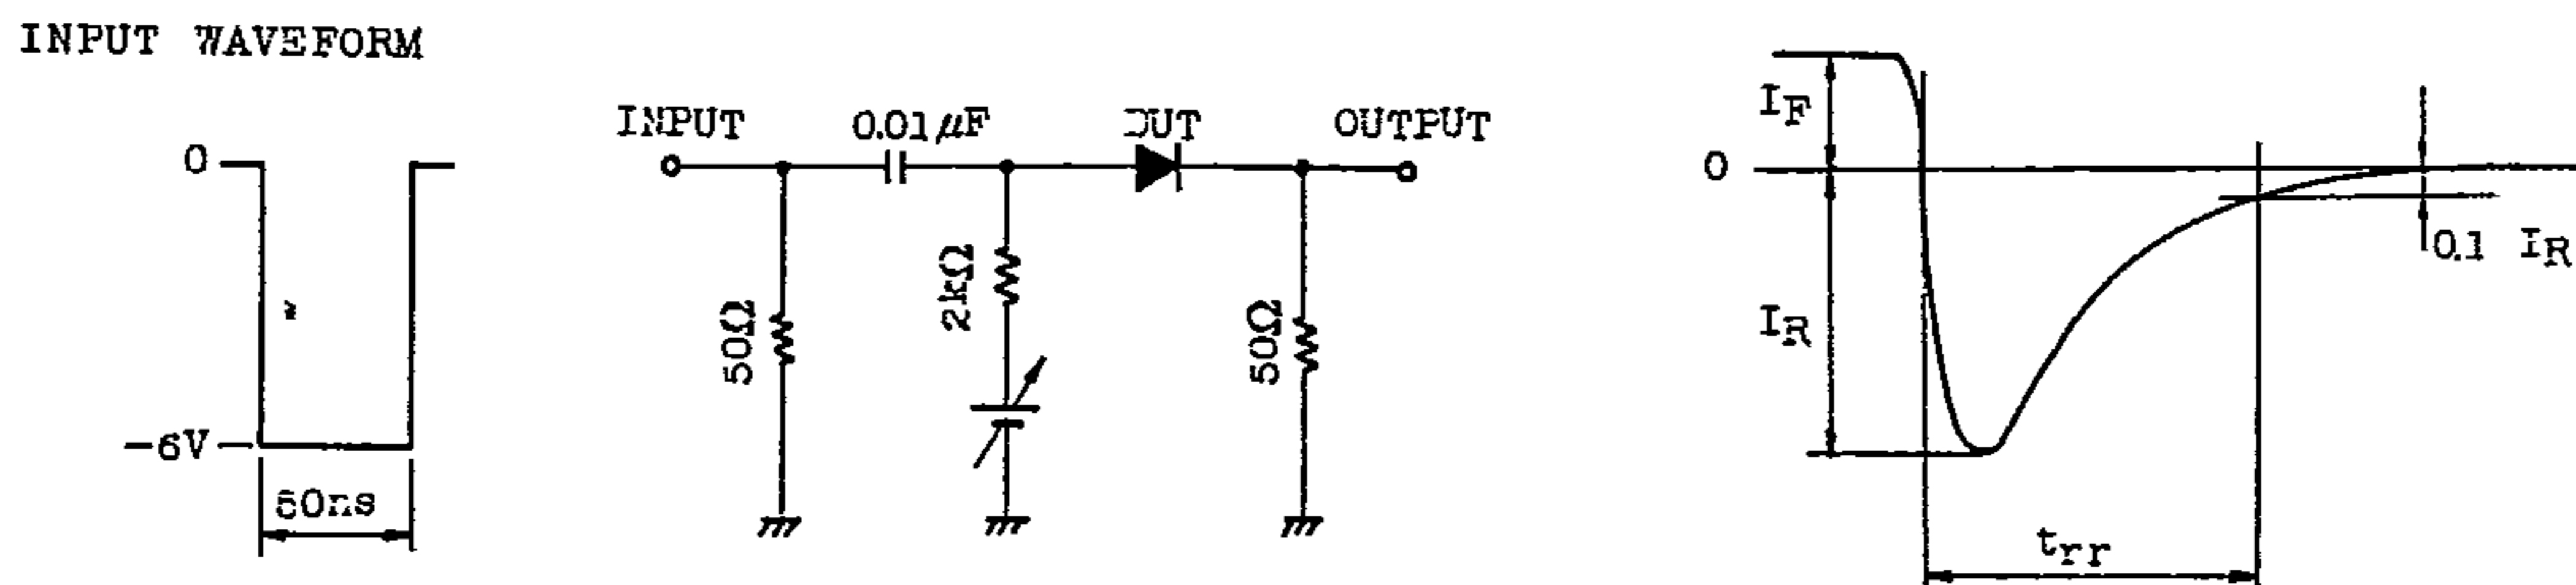 INPUT WAVEFORM
0
-6V
INPUT
0.01μF
DUT
OUTPUT
50Ω
2kΩ
50Ω
IF
0
IR
0.1 IR
trr